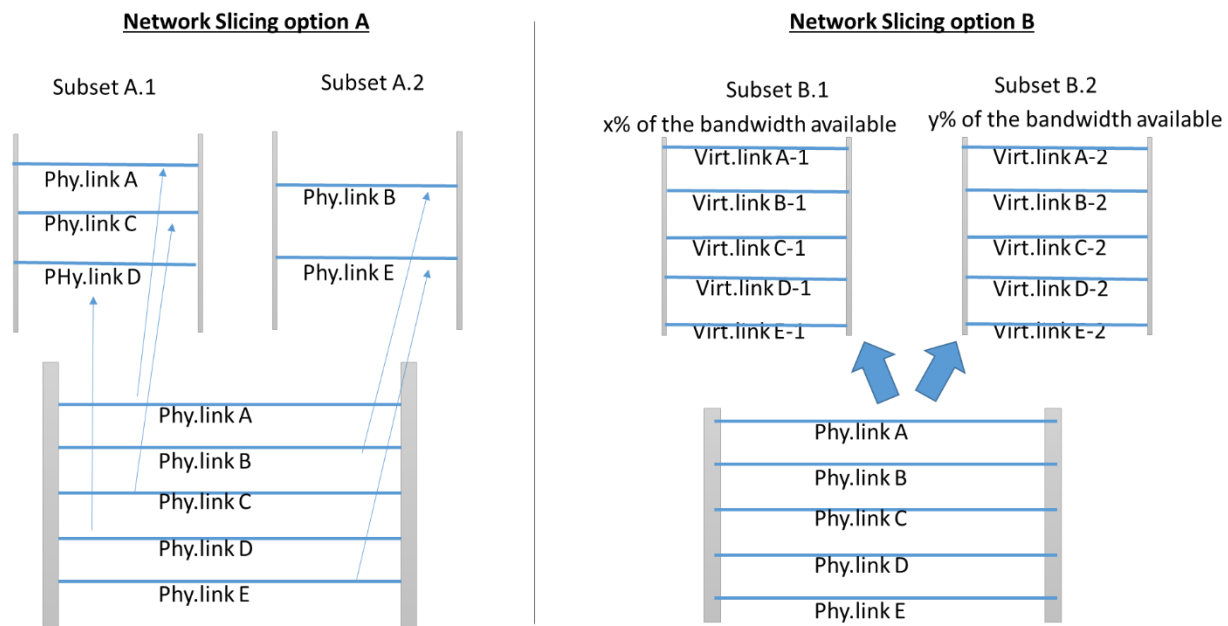 Network Slicing option A
Subset A.1
Subset A.2
Phy.link A
Phy.link C
PHy.link D
Phy.link B
Phy.link E
Phy.link A
Phy.link B
Phy.link C
Phy.link D
Phy.link E
Network Slicing option B
Subset B.1
x% of the bandwidth available
Virt.link A-1
Virt.link B-1
Virt.link C-1
Virt.link D-1
Virt.link E-1
Subset B.2
y% of the bandwidth available
Virt.link A-2
Virt.link B-2
Virt.link C-2
Virt.link D-2
Virt.link E-2
Phy.link A
Phy.link B
Phy.link C
Phy.link D
Phy.link E